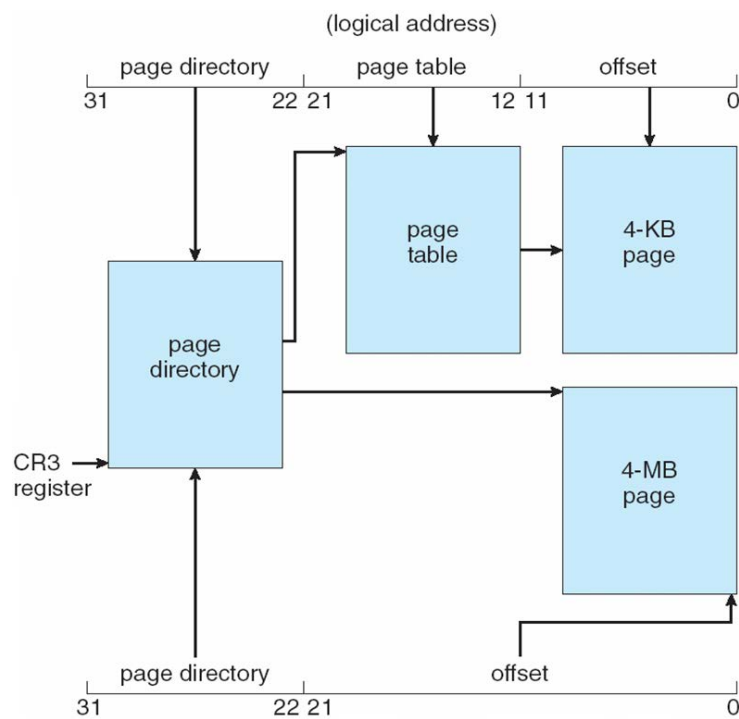 (logical address)
page directory
page table
offset
31
22 21
12 11
0
page
table
4-KB
page
page
directory
4-MB
page
CR3
register
page directory
offset
31
22 21
0